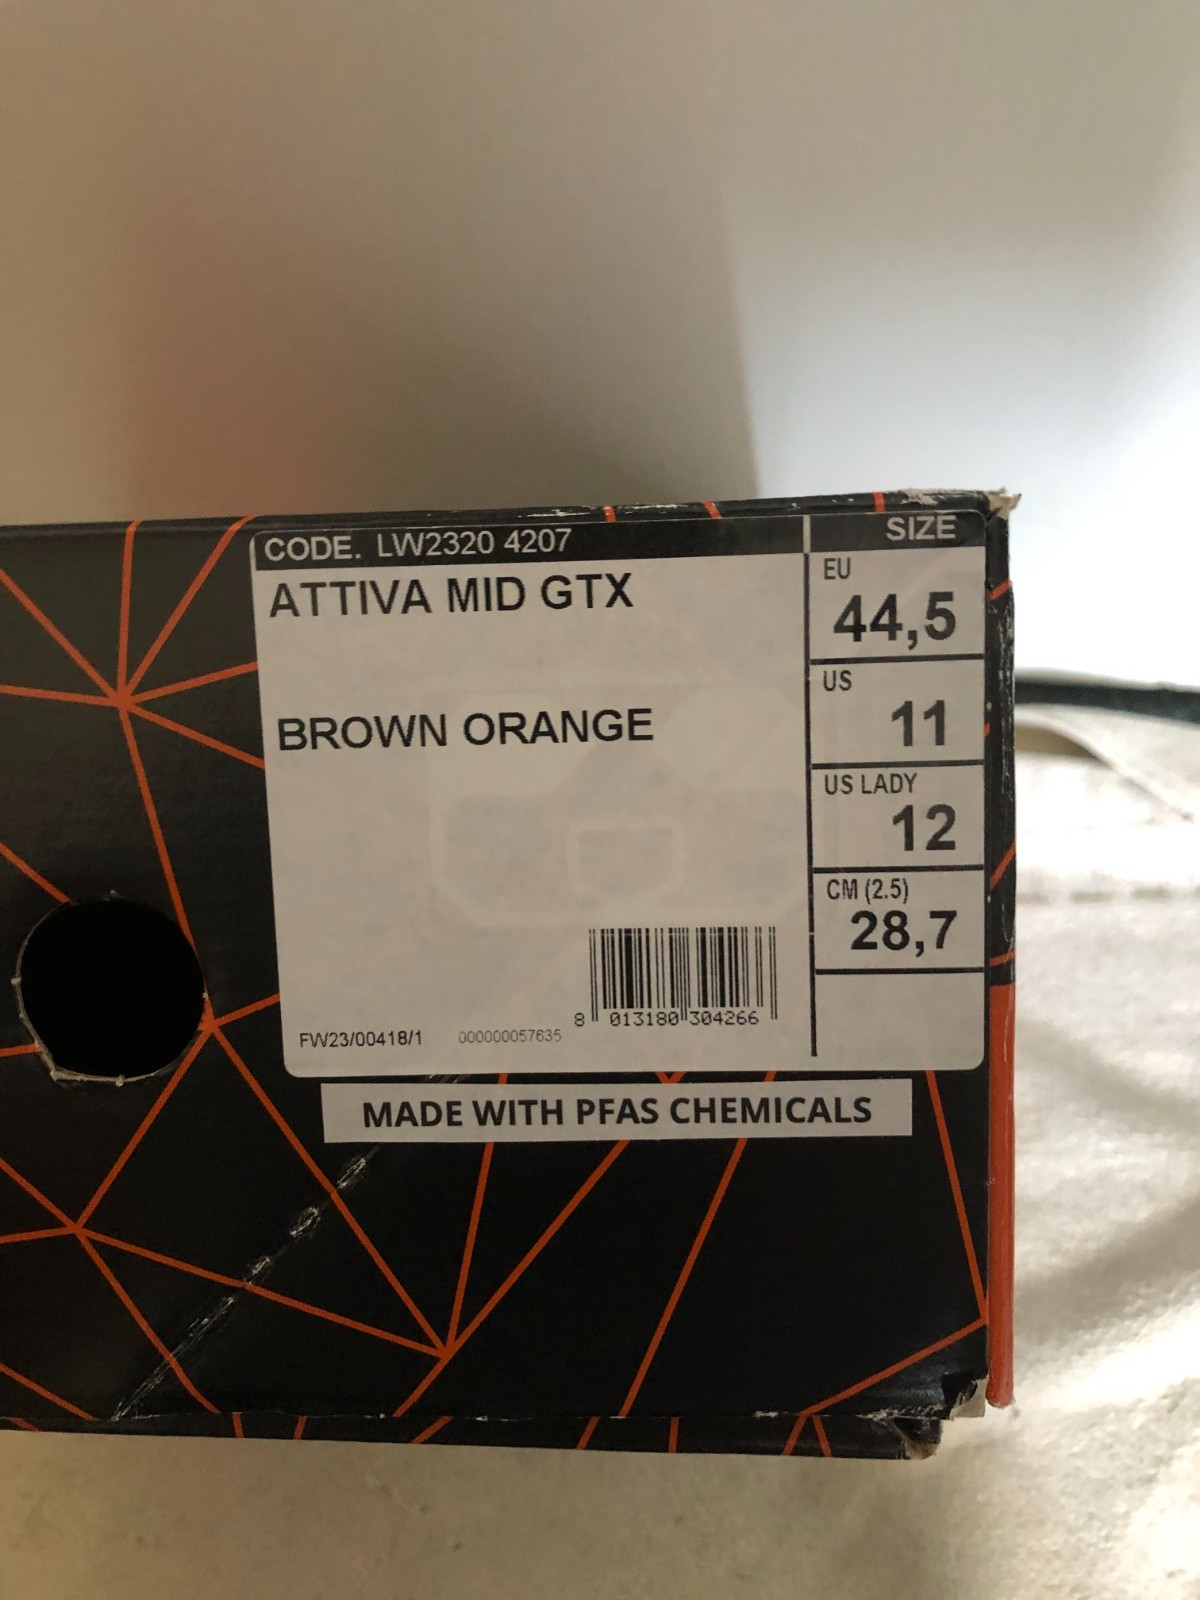 CODE. LW2320 4207
ATTIVA MID GTX
BROWN ORANGE
FW23/00418/1
000000057635
8 013180 304266
SIZE
EU
44,5
US
11
US LADY
12
CM (2.5)
28,7
MADE WITH PFAS CHEMICALS